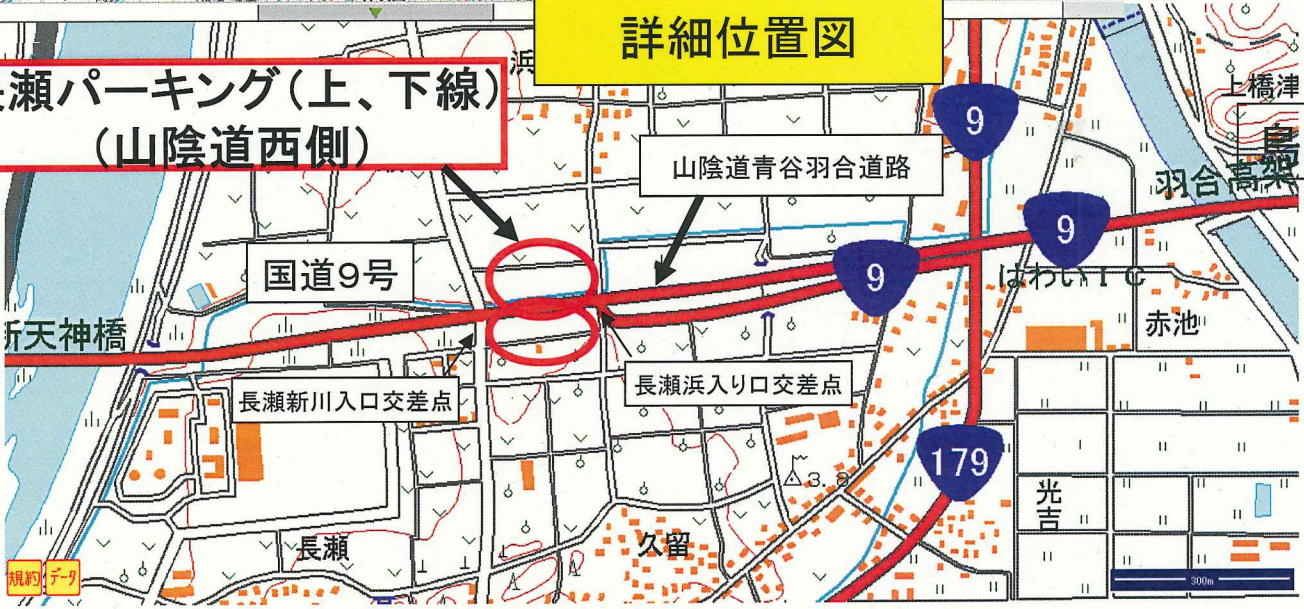 詳細位置図
浜
瀬パーキング(上、下線)
(山陰道西側)
山陰道青谷羽合道路
9
上橋津
羽合高架
9
国道9号
9
はわいIC
赤池
新天神橋
長瀬新川入口交差点
長瀬浜入り口交差点
179
3.8
光吉
長瀬
久留
規約
データ
300m